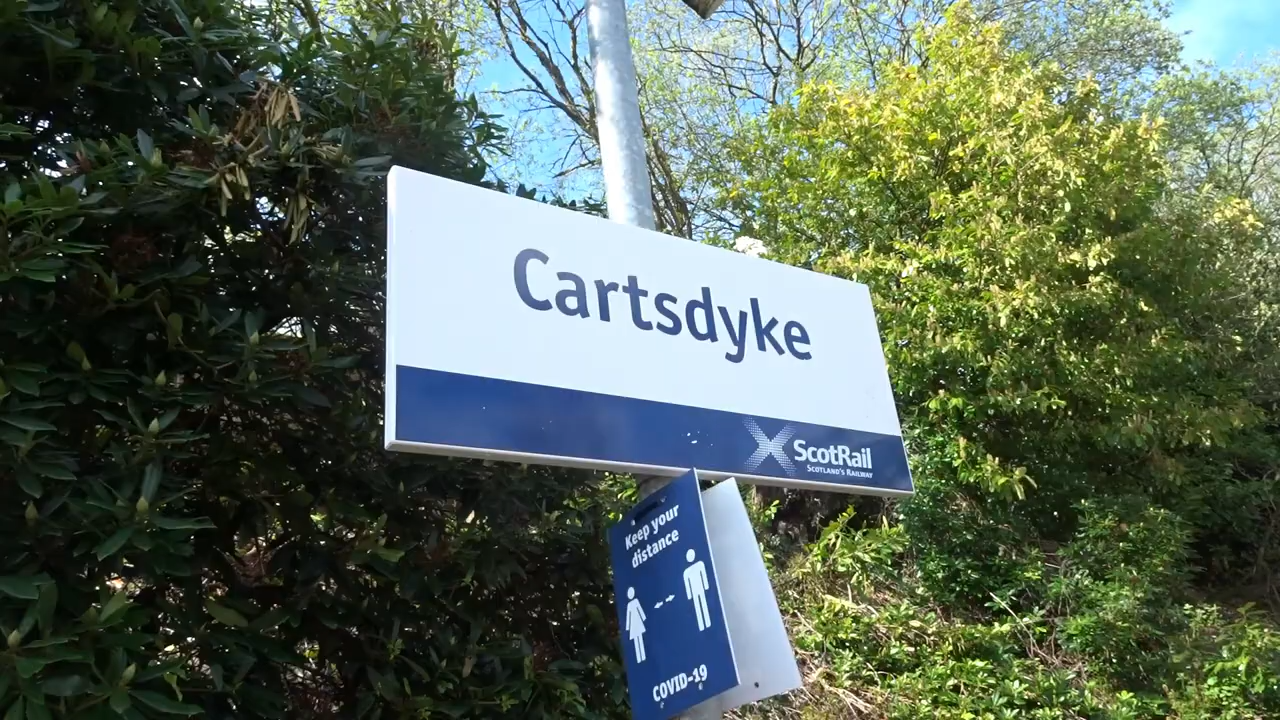 Cartsdyke
ScotRail
SCOTLAND'S RAILWAY
Keep your
distance
COVID-19